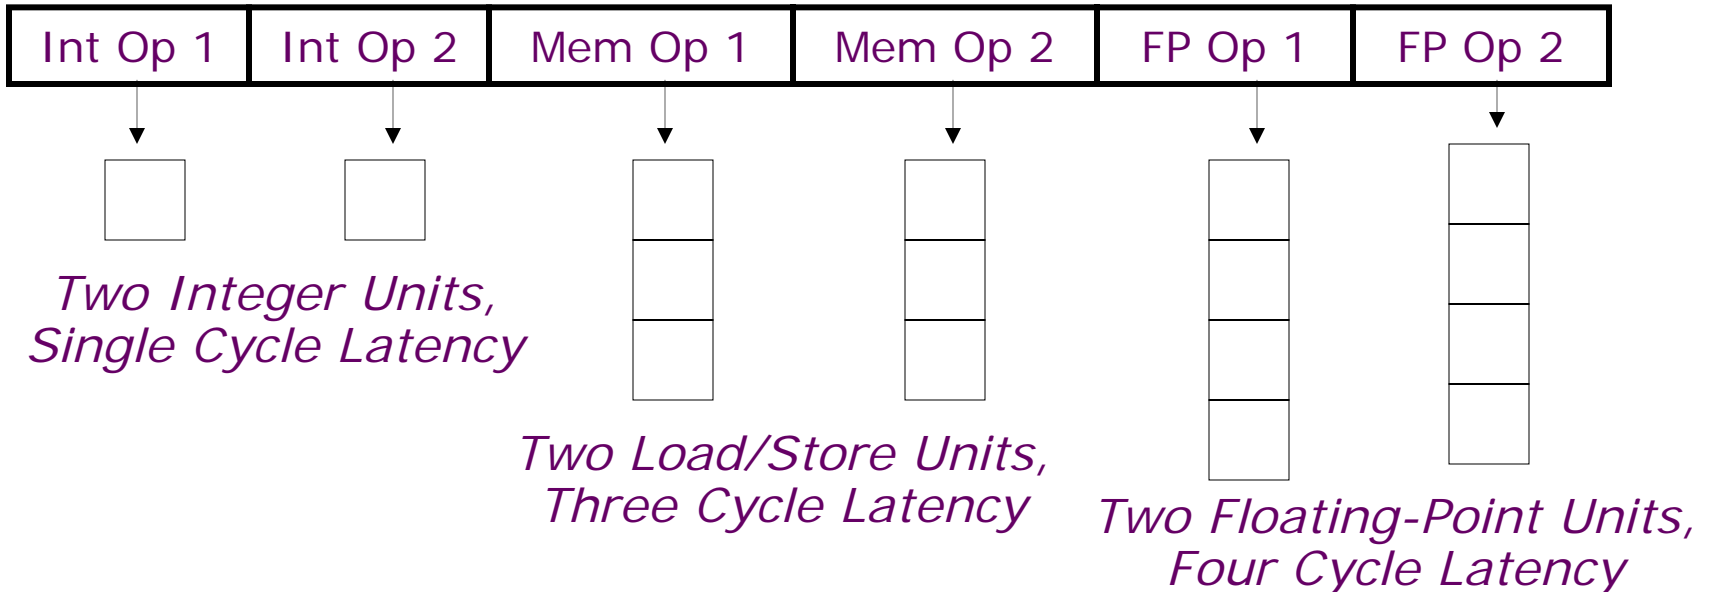 Int Op 1 Int Op 2 Mem Op 1 Mem Op 2 FP Op 1 FP Op 2
Two Integer Units,
Single Cycle Latency
Two Load/Store Units,
Three Cycle Latency
Two Floating-Point Units,
Four Cycle Latency